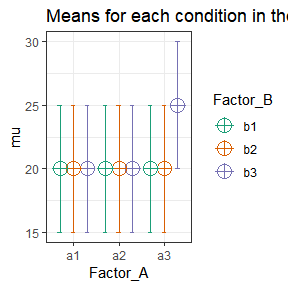 Means for each condition in the
30
25
20
15
mu
a1
a2
a3
Factor_A
Factor_B
b1
b2
b3